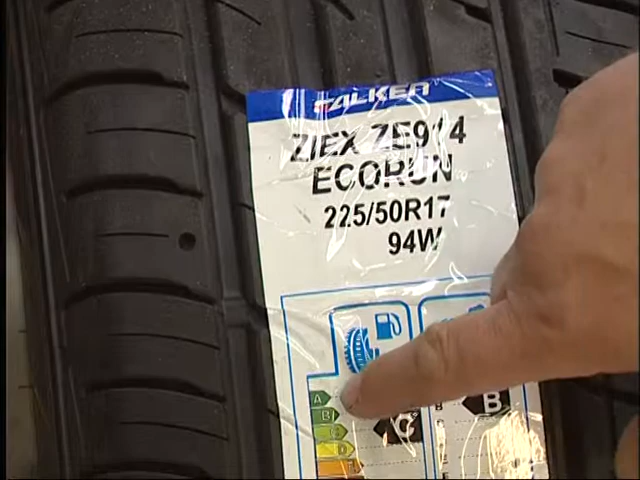 FALKEN
ZIEX ZE914
ECORUN
225/50R17
94W
A
B
C
C
B